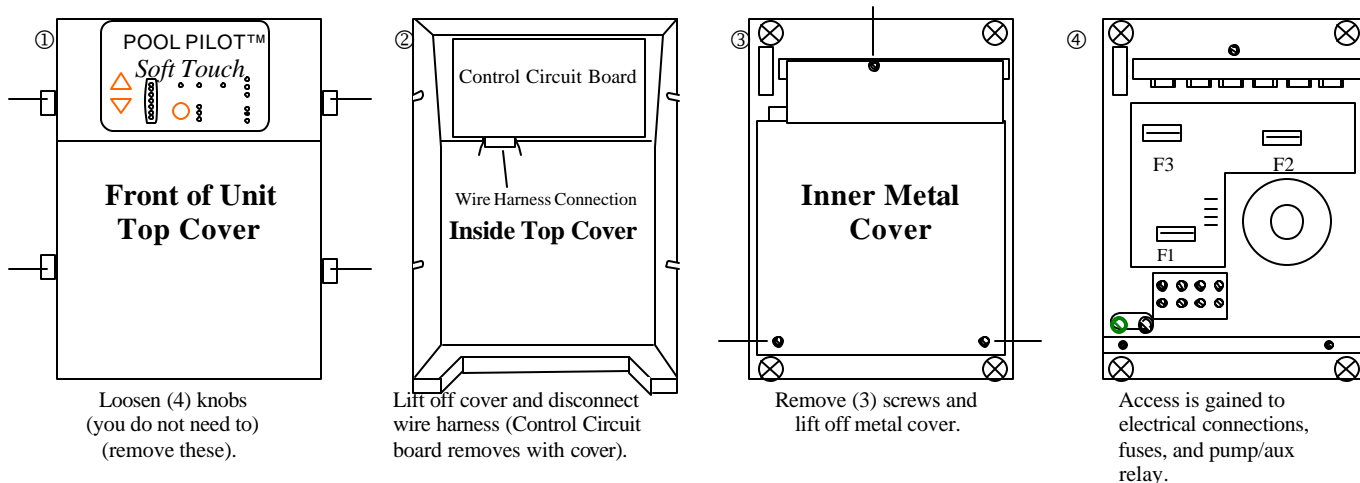 ①
POOL PILOT™
Soft Touch
Front of Unit
Top Cover
Loosen (4) knobs
(you do not need to)
(remove these).
②
Control Circuit Board
Wire Harness Connection
Inside Top Cover
Lift off cover and disconnect
wire harness (Control Circuit
board removes with cover).
③
Inner Metal
Cover
Remove (3) screws and
lift off metal cover.
④
F3
F2
F1
Access is gained to
electrical connections,
fuses, and pump/aux
relay.